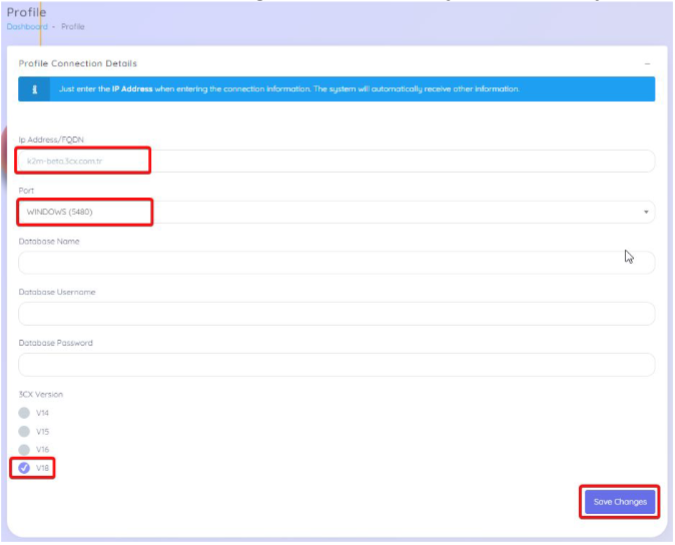 Profile
Dashboard - Profile
Profile Connection Details
Just enter the IP Address when entering the connection information. The system will automatically receive other information.
Ip Address/FQDN
k2m-beta.3cx.com.tr
Port
WINDOWS (5480)
Database Name
Database Username
Database Password
3CX Version
V14
V15
V16
V18
Save Changes